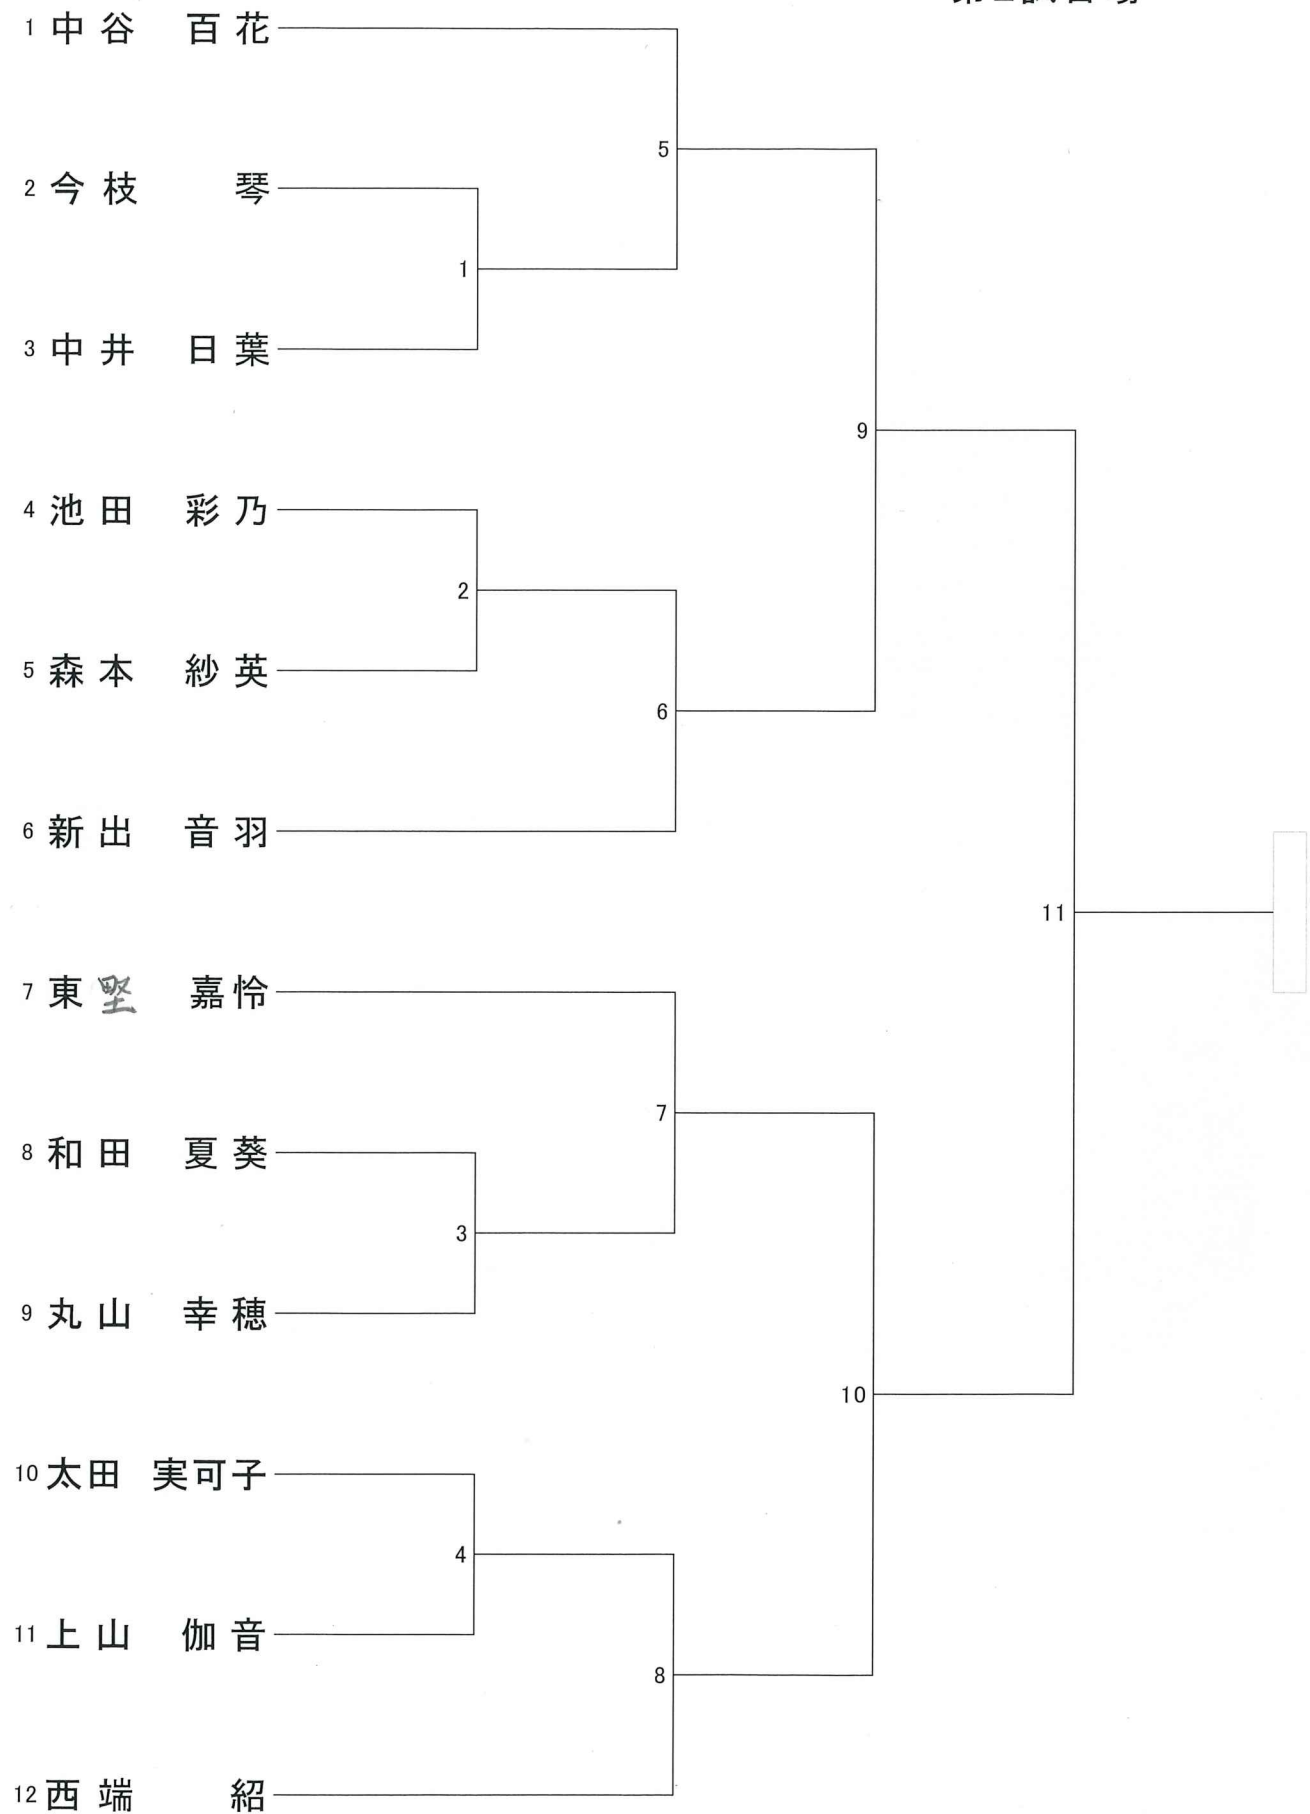 1 中谷 百花
5
2 今枝 琴
1
3 中井 日葉
9
4 池田 彩乃
2
5 森本 紗英
6
6 新出 音羽
11
7 東 嘉怜
7
8 和田 夏葵
3
9 丸山 幸穂
10
10 太田 実可子
4
11 上山 伽音
8
12 西端 紹